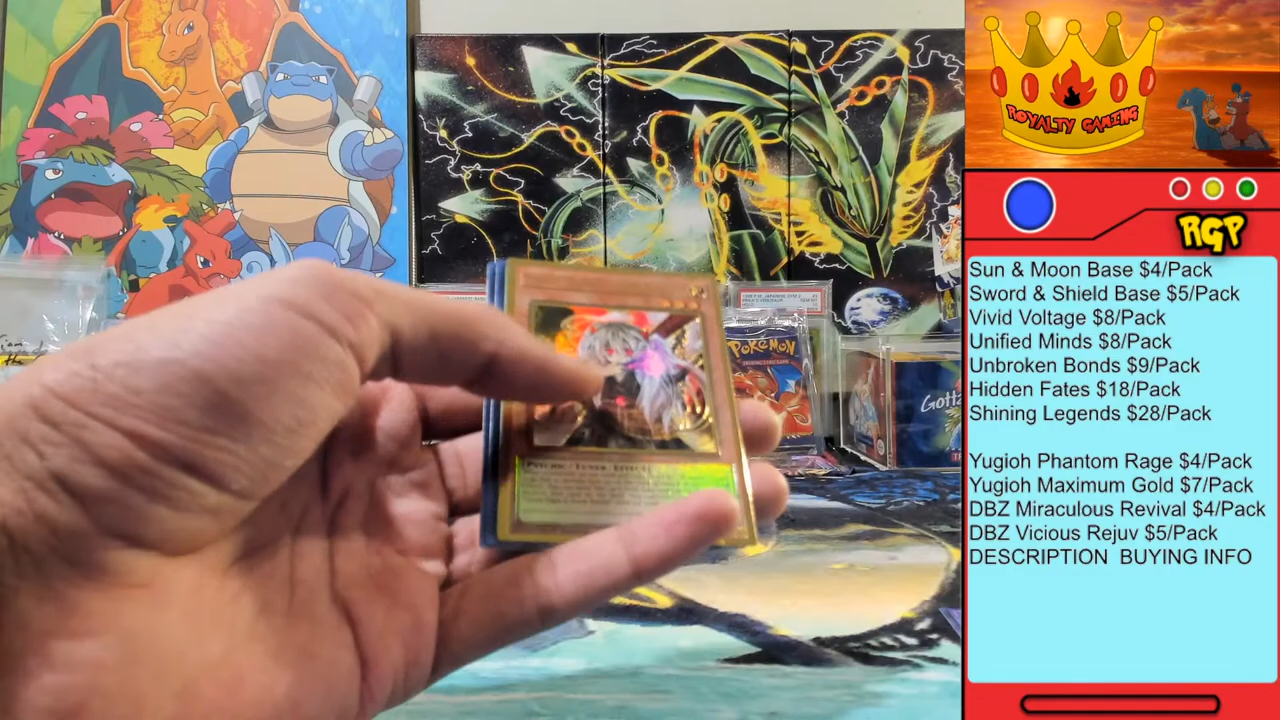 ROYALTY GAMING
RGP
Sun & Moon Base $4/Pack
Sword & Shield Base $5/Pack
Vivid Voltage $8/Pack
Unified Minds $8/Pack
Unbroken Bonds $9/Pack
Hidden Fates $18/Pack
Shining Legends $28/Pack
Yugioh Phantom Rage $4/Pack
Yugioh Maximum Gold $7/Pack
DBZ Miraculous Revival $4/Pack
DBZ Vicious Rejuv $5/Pack
DESCRIPTION BUYING INFO
POKéMON
PSYCHIC / TUNER / EFFECT